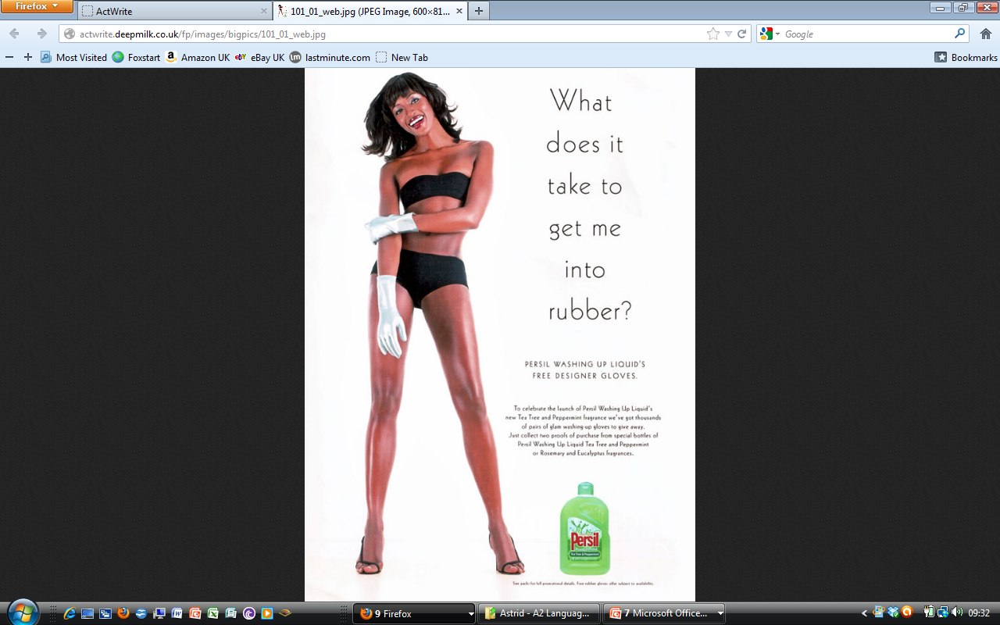 Firefox
ActWrite
101_01_web.jpg (JPEG Image, 600×81...
actwrite.deepmilk.co.uk/fp/images/bigpics/101_01_web.jpg
Google
Most Visited
Foxstart
Amazon UK
eBay UK
lastminute.com
New Tab
Bookmarks
What
does it
take to
get me
into
rubber?
PERSIL WASHING UP LIQUID'S
FREE DESIGNER GLOVES.
To celebrate the launch of Persil Washing Up Liquid's
new Tea Tree and Peppermint fragrance we've got thousands
of pairs of glam washing-up gloves to give away.
Just collect two proofs of purchase from special bottles of
Persil Washing Up Liquid Tea Tree and Peppermint
or Rosemary and Eucalyptus fragrances.
Persil
Tea Tree & Peppermint
See packs for full promotional details. Free rubber gloves offer subject to availability.
9 Firefox
Astrid - A2 Languag...
7 Microsoft Office...
09:32